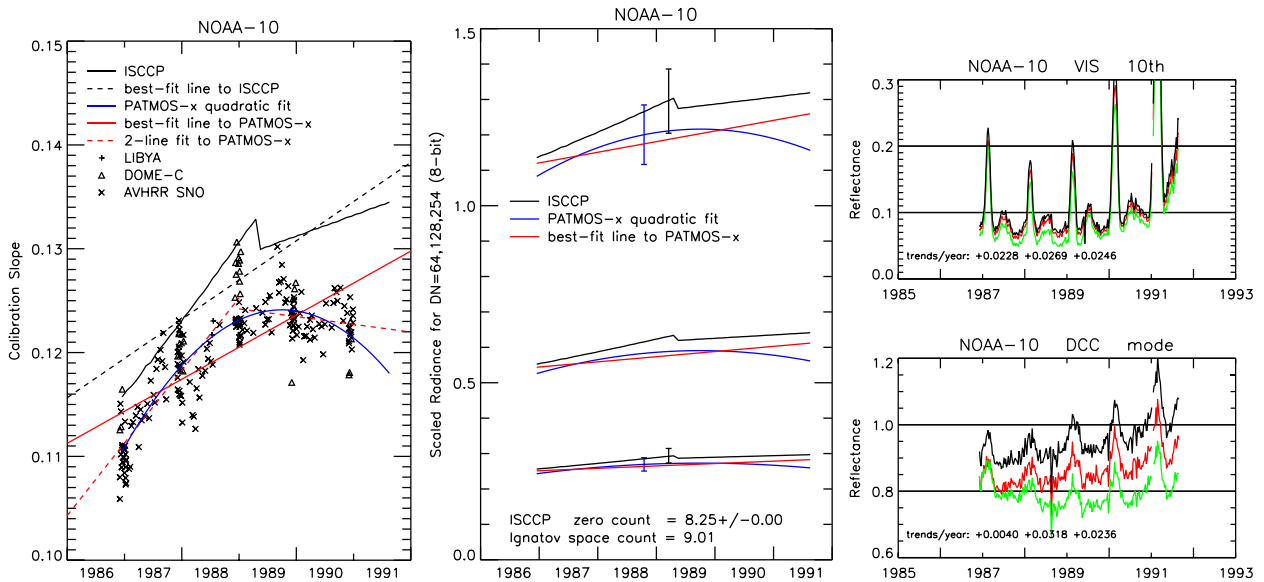 NOAA-10
0.15
0.14
0.13
0.12
0.11
0.10
Calibration Slope
ISCCP
best-fit line to ISCCP
PATMOS-x quadratic fit
best-fit line to PATMOS-x
2-line fit to PATMOS-x
LIBYA
DOME-C
AVHRR SNO
1986 1987 1988 1989 1990 1991
NOAA-10
1.5
1.0
0.5
0.0
Scaled Radiance for DN=64,128,254 (8-bit)
ISCCP
PATMOS-x quadratic fit
best-fit line to PATMOS-x
ISCCP zero count = 8.25+/-0.00
Ignatov space count = 9.01
1986 1987 1988 1989 1990 1991
NOAA-10 VIS 10th
0.3
0.2
0.1
0.0
Reflectance
trends/year: +0.0228 +0.0269 +0.0246
1985 1987 1989 1991 1993
NOAA-10 DCC mode
1.2
1.0
0.8
0.6
Reflectance
trends/year: +0.0040 +0.0318 +0.0236
1985 1987 1989 1991 1993